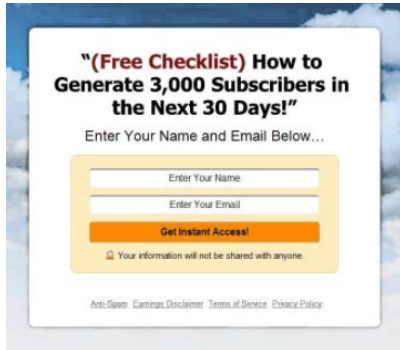 “(Free Checklist) How to
Generate 3,000 Subscribers in
the Next 30 Days!”
Enter Your Name and Email Below...
Enter Your Name
Enter Your Email
Get Instant Access!
Your information will not be shared with anyone.
Anti-Spam Earnings Disclaimer Terms of Service Privacy Policy